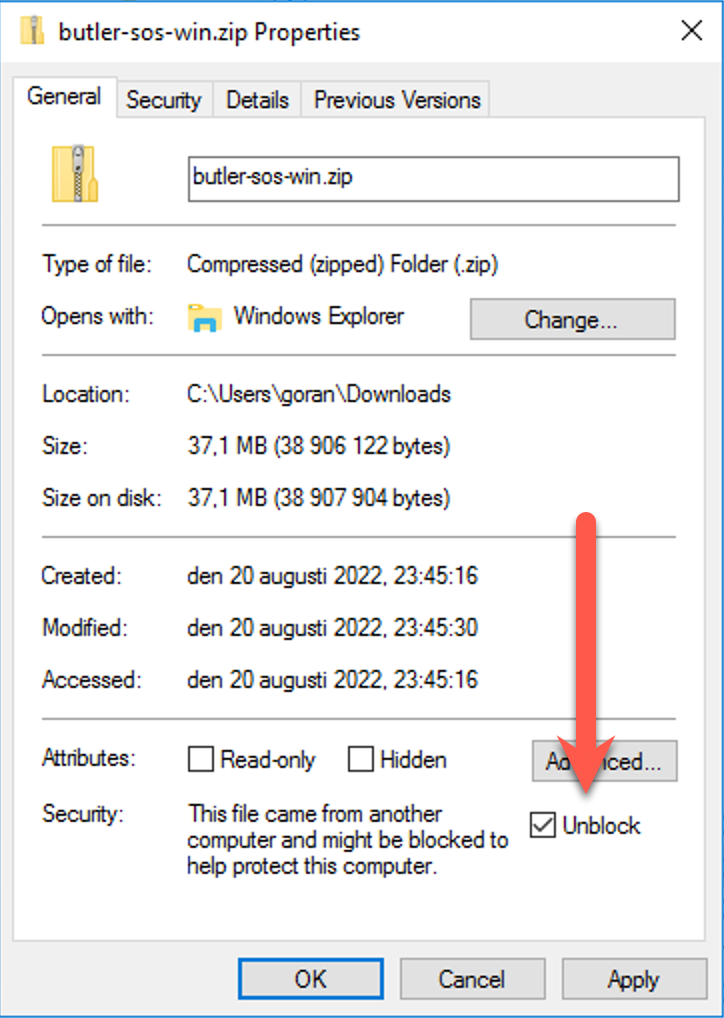 butler-sos-win.zip Properties
General Security Details Previous Versions
butler-sos-win.zip
Type of file: Compressed (zipped) Folder (.zip)
Opens with: Windows Explorer Change...
Location: C:\Users\goran\Downloads
Size: 37,1 MB (38 906 122 bytes)
Size on disk: 37,1 MB (38 907 904 bytes)
Created: den 20 augusti 2022, 23:45:16
Modified: den 20 augusti 2022, 23:45:30
Accessed: den 20 augusti 2022, 23:45:16
Attributes: Read-only Hidden Advanced...
Security: This file came from another
computer and might be blocked to
help protect this computer.
Unblock
OK Cancel Apply